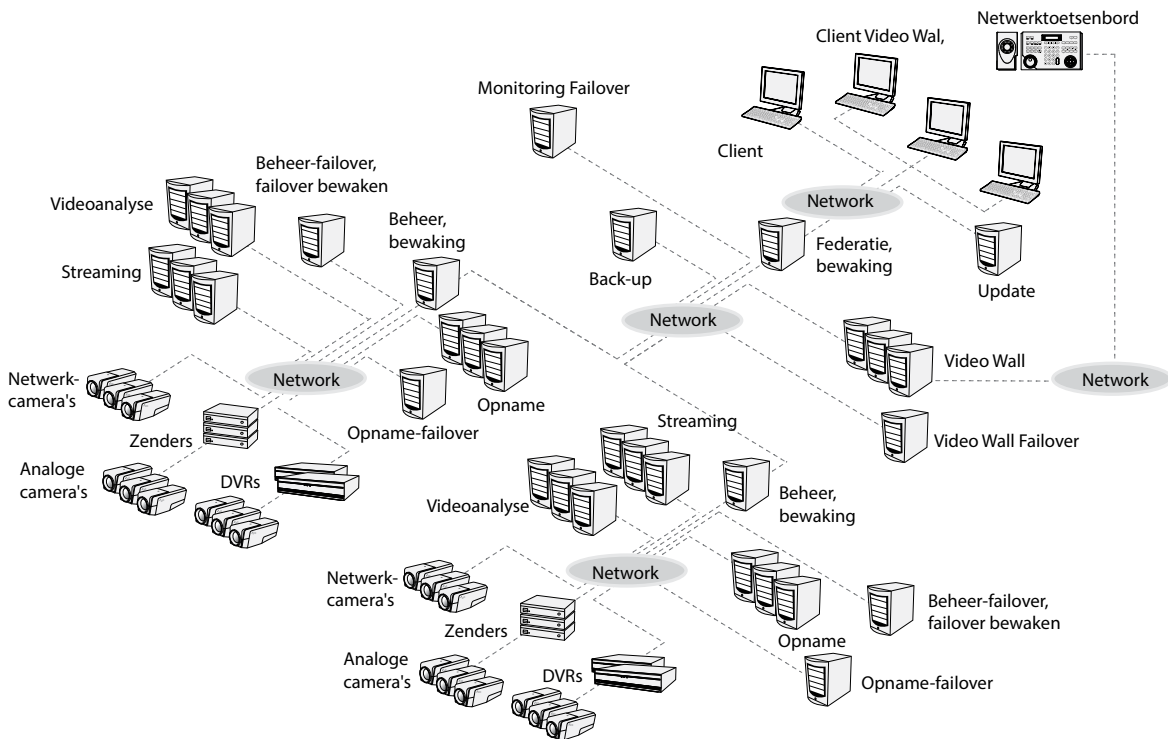 Netwerktoetsenbord
Client Video Wal,
Monitoring Failover
Client
Beheer-failover,
failover bewaken
Videoanalyse
Beheer,
bewaking
Network
Federatie,
bewaking
Streaming
Back-up
Update
Network
Video Wall
Network
Network
Netwerk-
camera's
Opname
Zenders
Opname-failover
Streaming
Video Wall Failover
Analoge
camera's
DVRs
Videoanalyse
Beheer,
bewaking
Network
Netwerk-
camera's
Beheer-failover,
failover bewaken
Zenders
Opname
Analoge
camera's
DVRs
Opname-failover